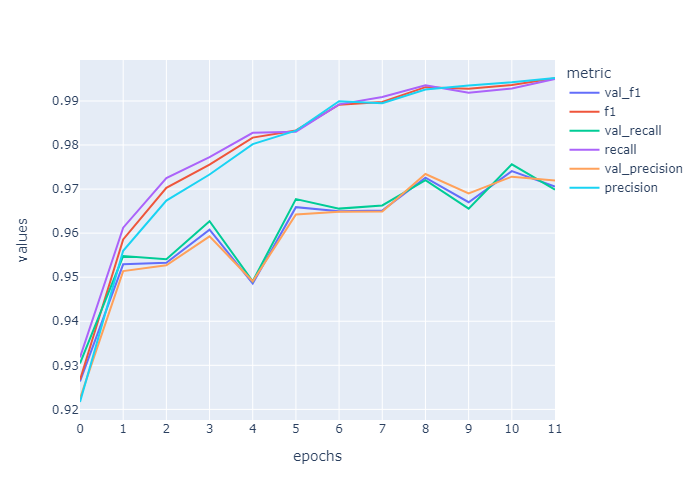 metric
val_f1
f1
val_recall
recall
val_precision
precision
0.99
0.98
0.97
0.96
0.95
0.94
0.93
0.92
values
0 1 2 3 4 5 6 7 8 9 10 11
epochs